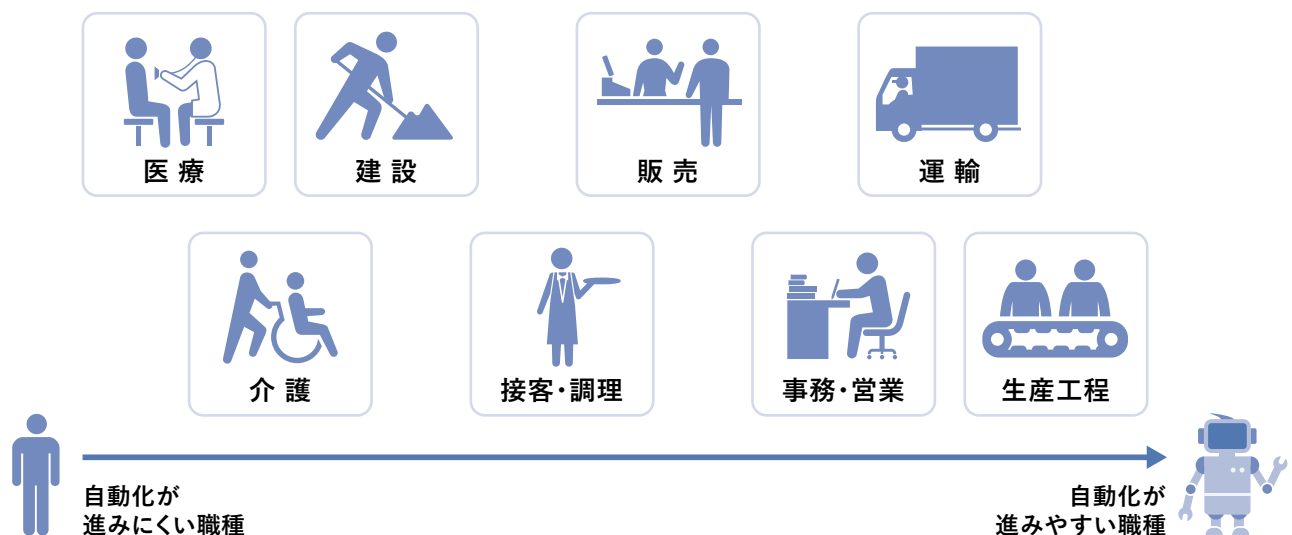 医療
建設
販売
運輸
介護
接客・調理
事務・営業
生産工程
自動化が
進みにくい職種
自動化が
進みやすい職種